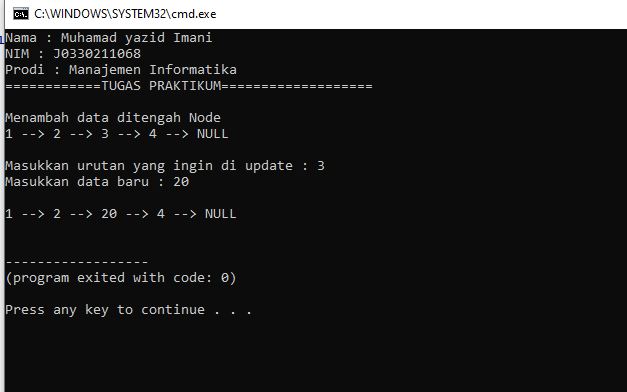 C:\WINDOWS\SYSTEM32\cmd.exe
Nama : Muhamad yazid Imani
NIM : J0330211068
Prodi : Manajemen Informatika
============TUGAS PRAKTIKUM===================
Menambah data ditengah Node
1 --> 2 --> 3 --> 4 --> NULL
Masukkan urutan yang ingin di update : 3
Masukkan data baru : 20
1 --> 2 --> 20 --> 4 --> NULL
------------------
(program exited with code: 0)
Press any key to continue . . .